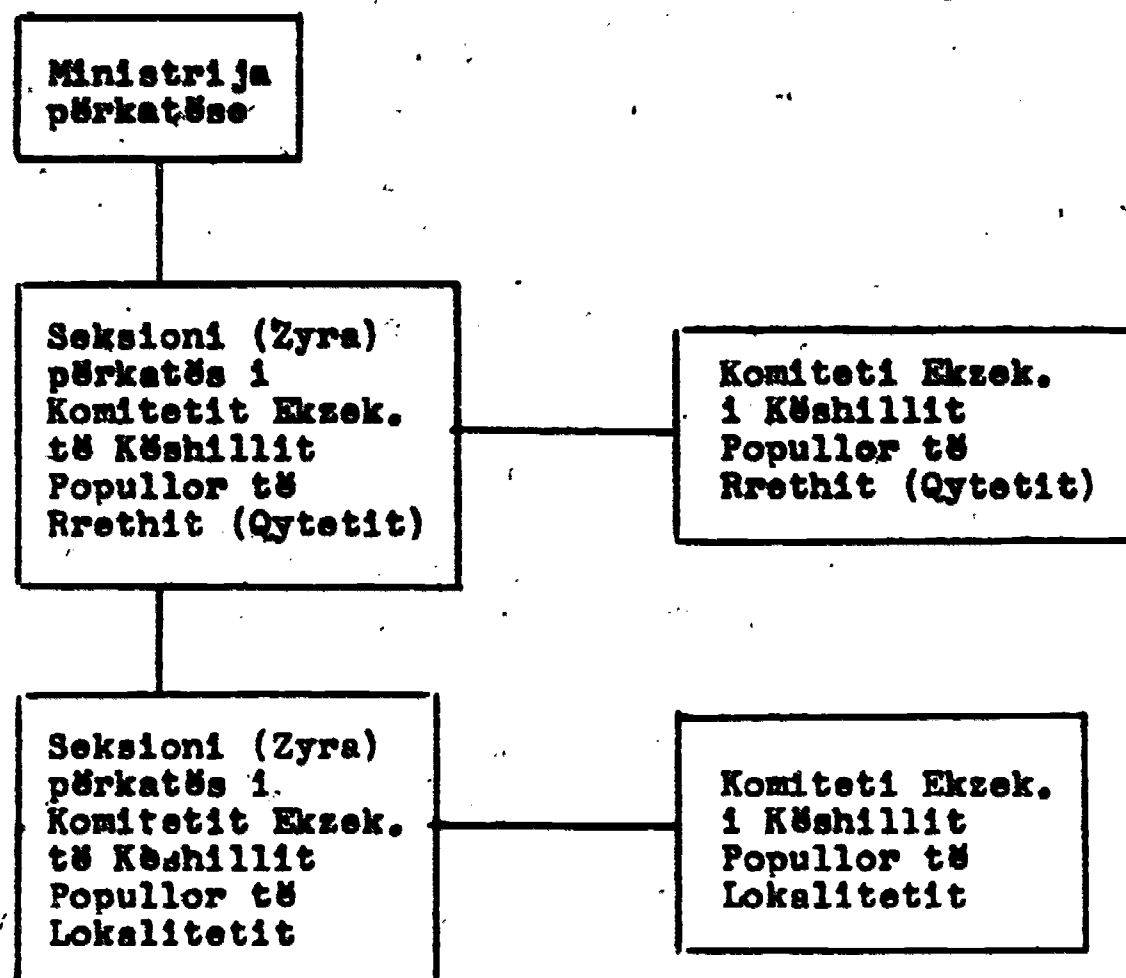 Ministrija
përkatëse
Seksioni (Zyra)
përkatës i
Komitetit Ekzek.
të Këshillit
Popullor të
Rrethit (Qytetit)
Komiteti Ekzek.
i Këshillit
Popullor të
Rrethit (Qytetit)
Seksioni (Zyra)
përkatës i
Komitetit Ekzek.
të Këshillit
Popullor të
Lokalitetit
Komiteti Ekzek.
i Këshillit
Popullor të
Lokalitetit